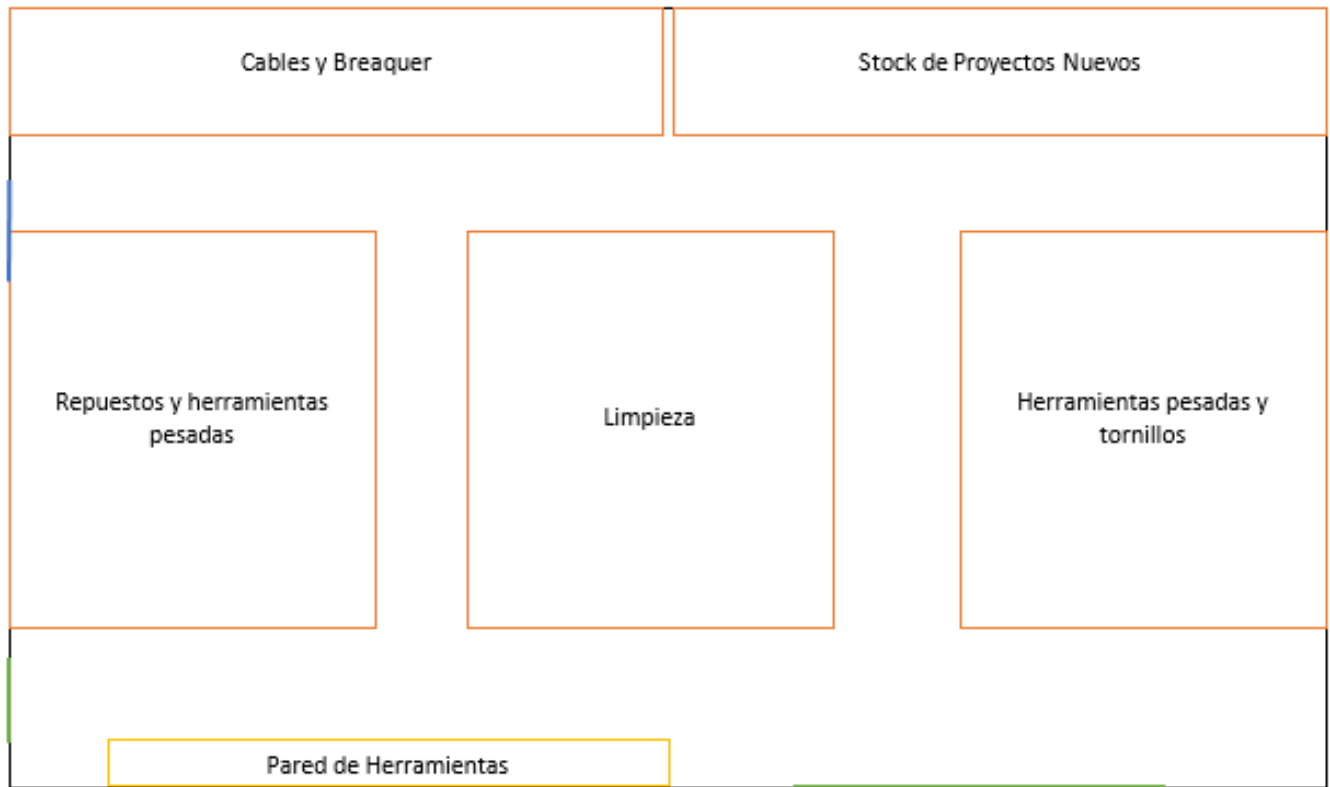 Cables y Breaquer
Stock de Proyectos Nuevos
Repuestos y herramientas
pesadas
Limpieza
Herramientas pesadas y
tornillos
Pared de Herramientas